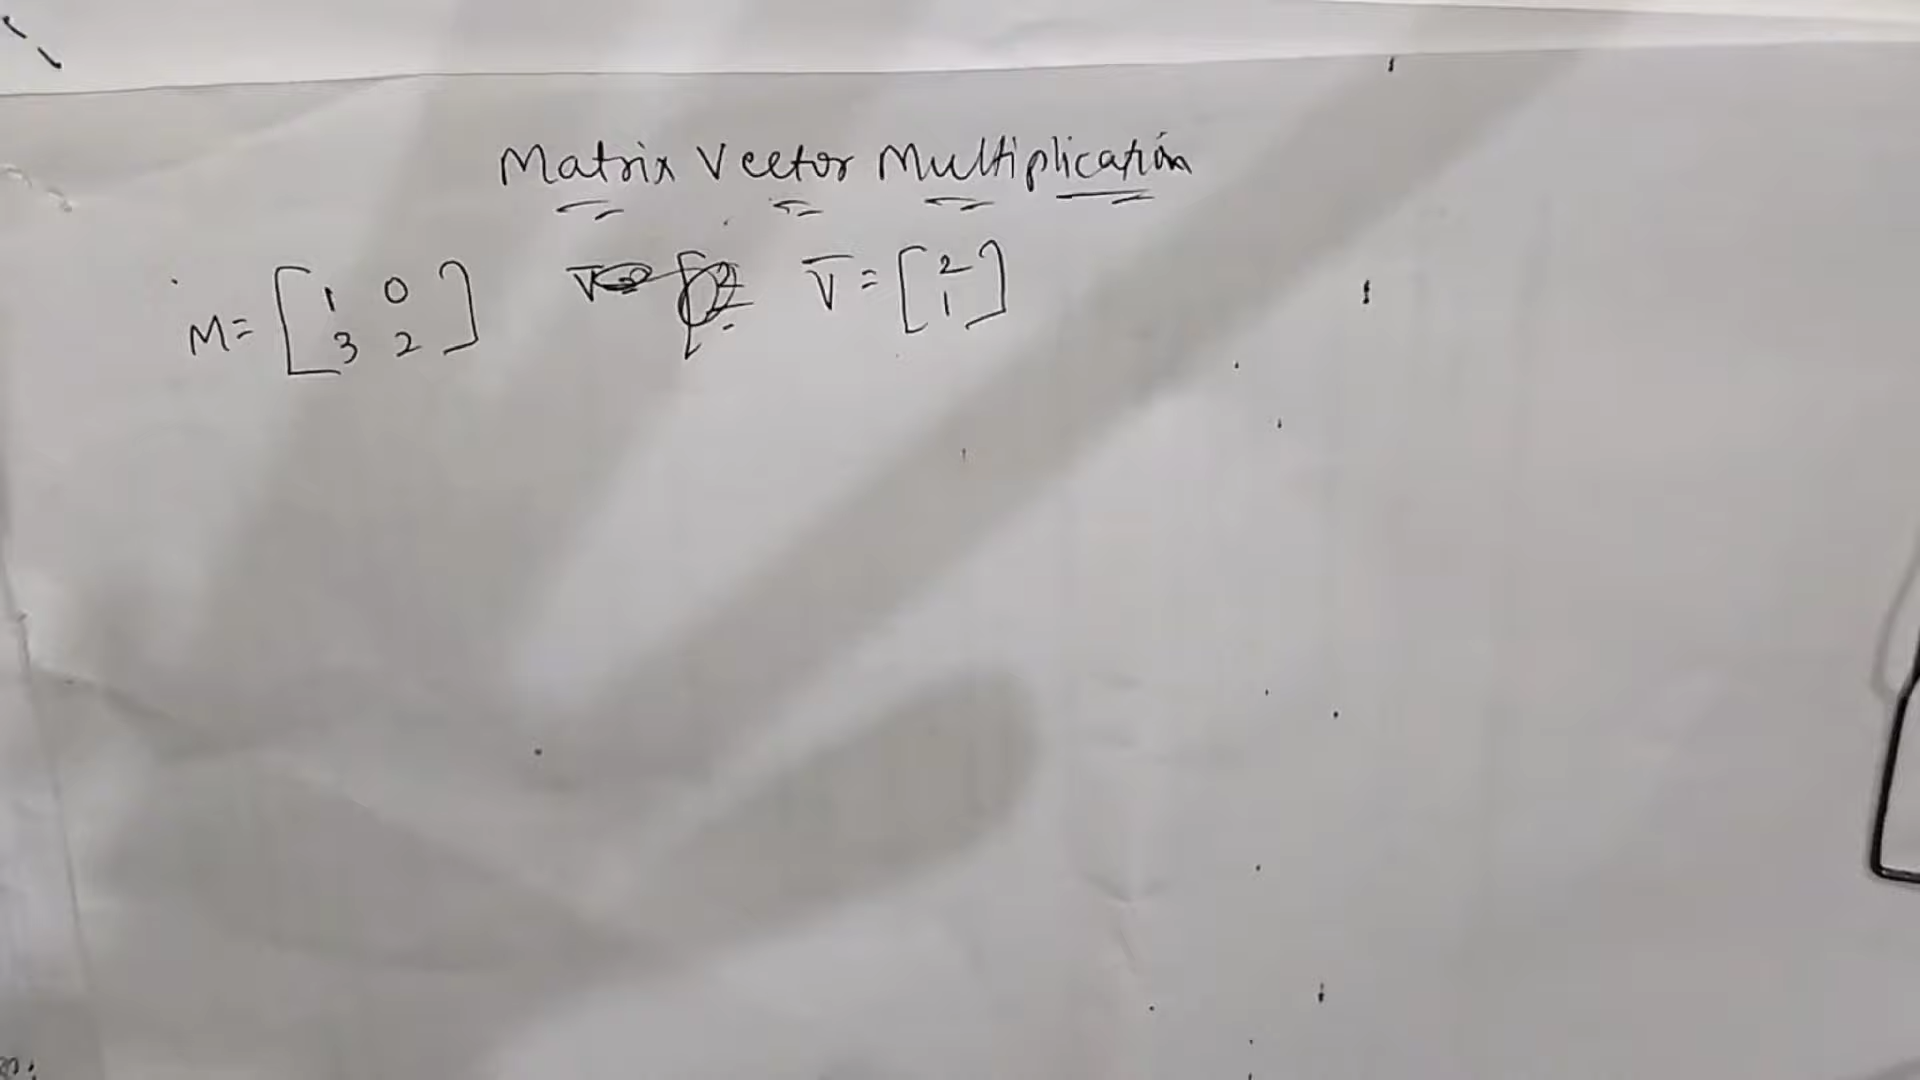 Matrix Vector Multiplication
M = [ 1 0 V̅ = [ 2
3 2 ] 1 ]